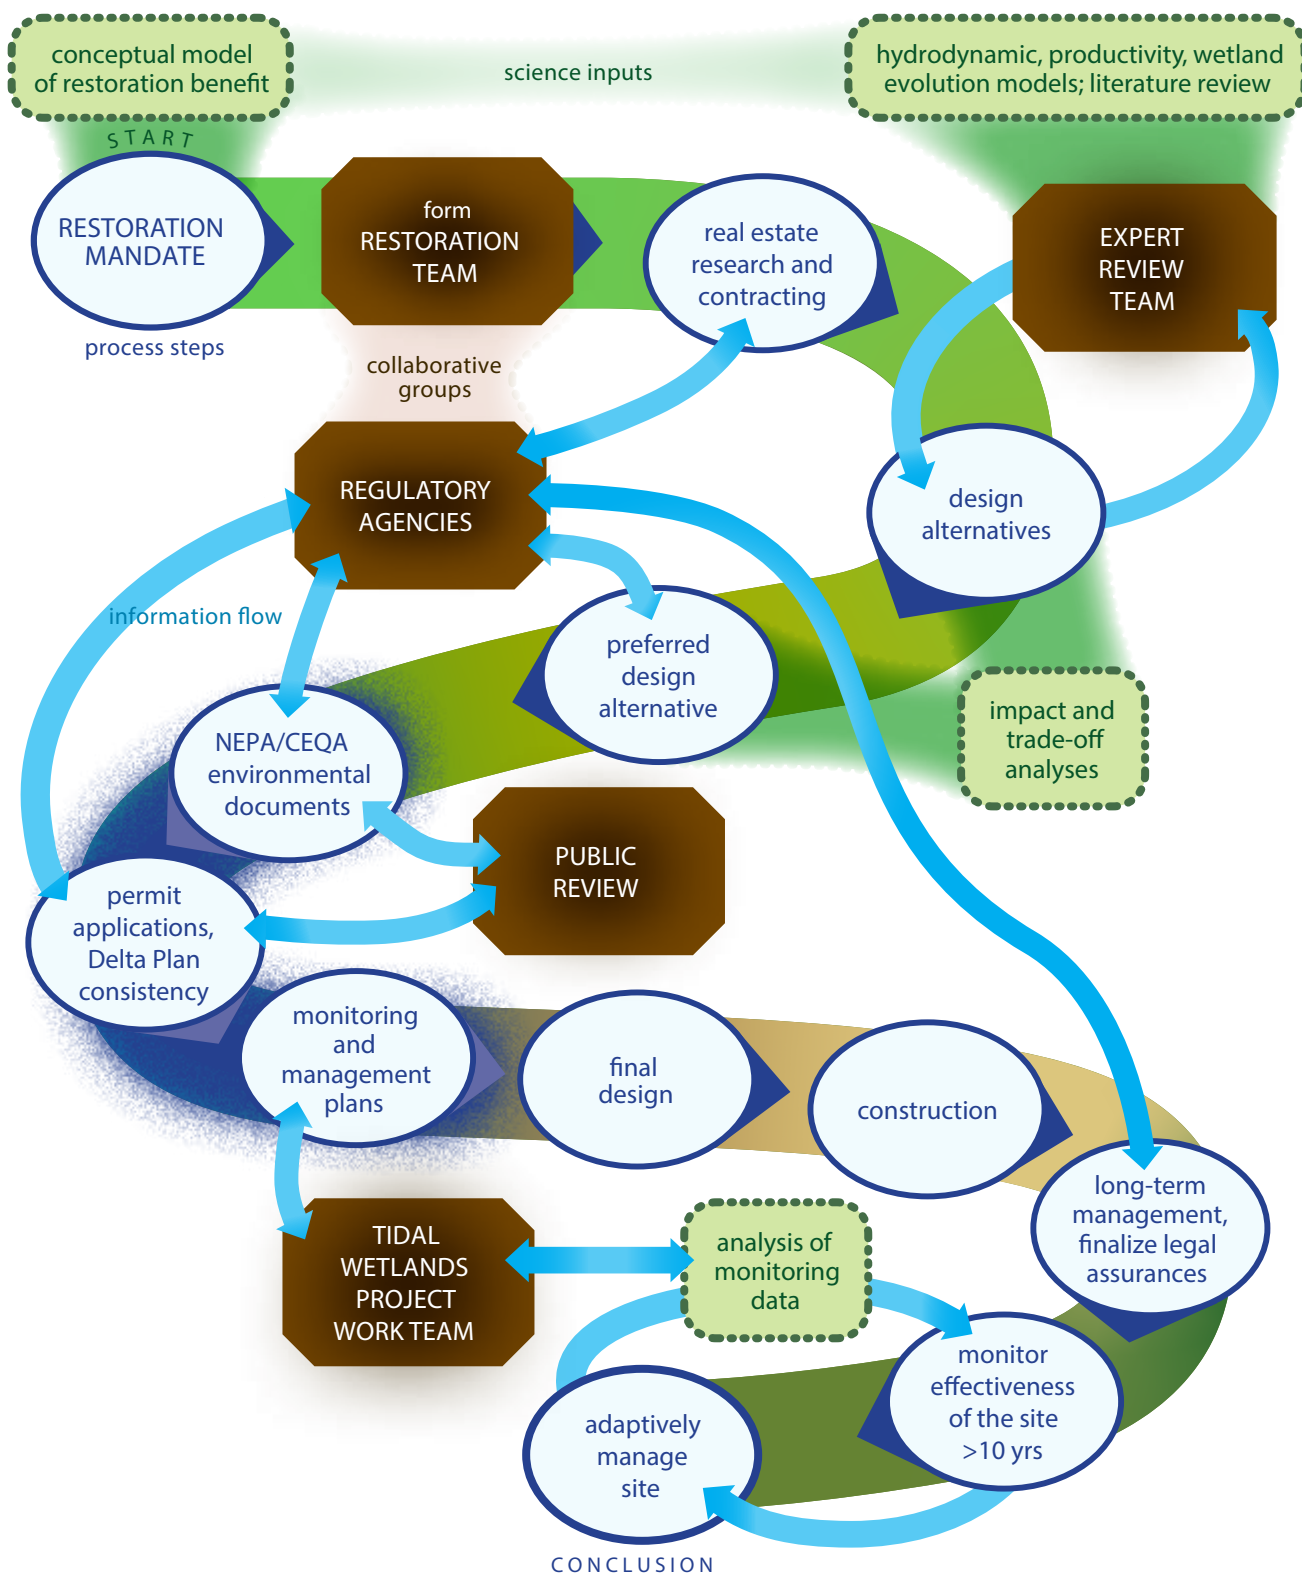 conceptual model
of restoration benefit
science inputs
hydrodynamic, productivity, wetland
evolution models; literature review
START
RESTORATION
MANDATE
process steps
form
RESTORATION
TEAM
real estate
research and
contracting
EXPERT
REVIEW
TEAM
collaborative
groups
REGULATORY
AGENCIES
design
alternatives
information flow
preferred
design
alternative
impact and
trade-off
analyses
NEPA/CEQA
environmental
documents
PUBLIC
REVIEW
permit
applications,
Delta Plan
consistency
monitoring
and
management
plans
final
design
construction
long-term
management,
finalize legal
assurances
TIDAL
WETLANDS
PROJECT
WORK TEAM
analysis of
monitoring
data
monitor
effectiveness
of the site
>10 yrs
adaptively
manage
site
CONCLUSION